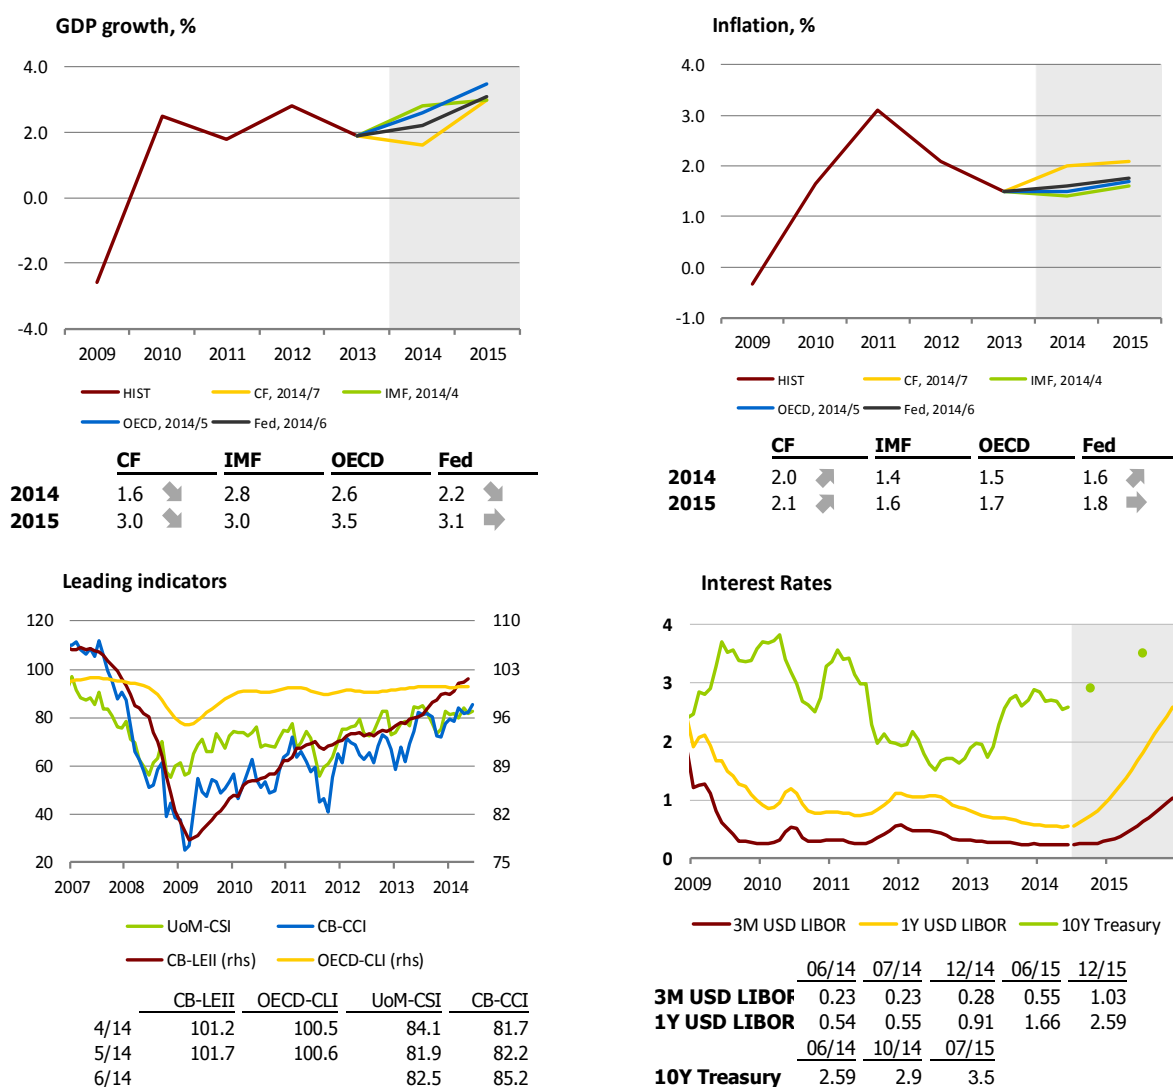 GDP growth, %
4.0
2.0
0.0
-2.0
-4.0
2009 2010 2011 2012 2013 2014 2015
HIST CF, 2014/7 IMF, 2014/4
OECD, 2014/5 Fed, 2014/6
CF IMF OECD Fed
2014 1.6 2.8 2.6 2.2
2015 3.0 3.0 3.5 3.1
Inflation, %
4.0
3.0
2.0
1.0
0.0
-1.0
2009 2010 2011 2012 2013 2014 2015
HIST CF, 2014/7 IMF, 2014/4
OECD, 2014/5 Fed, 2014/6
CF IMF OECD Fed
2014 2.0 1.4 1.5 1.6
2015 2.1 1.6 1.7 1.8
Leading indicators
120 110
100 103
80 96
60 89
40 82
20 75
2007 2008 2009 2010 2011 2012 2013 2014
UoM-CSI CB-CCI
CB-LEII (rhs) OECD-CLI (rhs)
CB-LEII OECD-CLI UoM-CSI CB-CCI
4/14 101.2 100.5 84.1 81.7
5/14 101.7 100.6 81.9 82.2
6/14 82.5 85.2
Interest Rates
4
3
2
1
0
2009 2010 2011 2012 2013 2014 2015
3M USD LIBOR 1Y USD LIBOR 10Y Treasury
06/14 07/14 12/14 06/15 12/15
3M USD LIBOR 0.23 0.23 0.28 0.55 1.03
1Y USD LIBOR 0.54 0.55 0.91 1.66 2.59
06/14 10/14 07/15
10Y Treasury 2.59 2.9 3.5